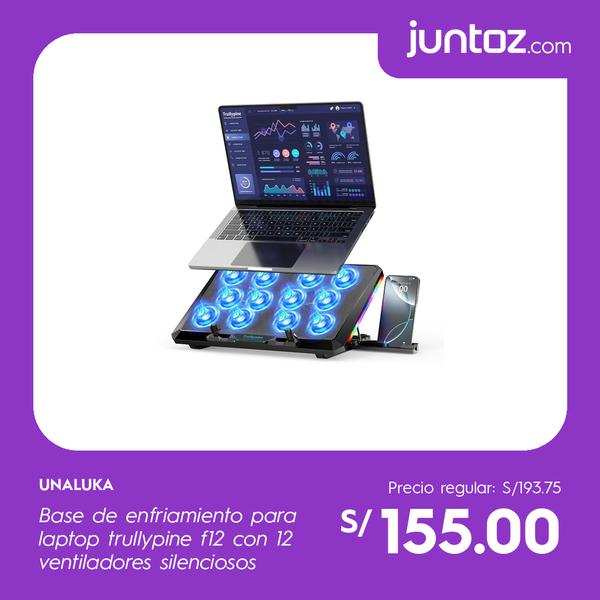 juntoz.com
Trullypine
UNALUKA
Base de enfriamiento para
laptop trullypine f12 con 12
ventiladores silenciosos
Precio regular: S/193.75
S/ 155.00